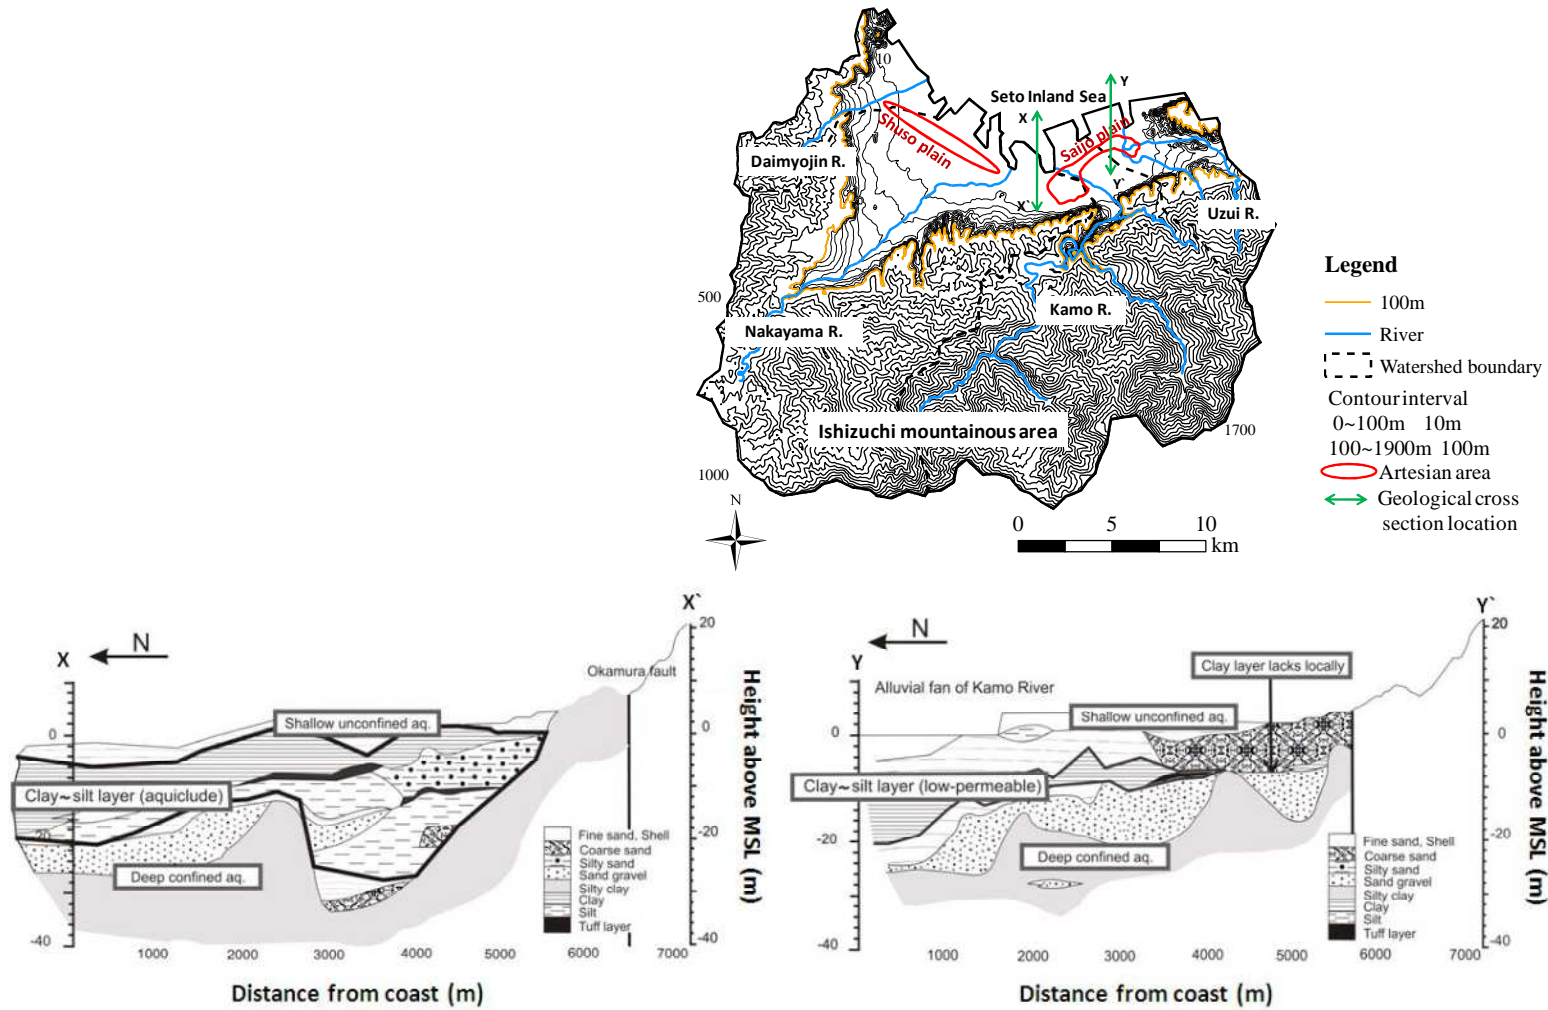 10
Seto Inland Sea
Y
X
Shuso plain
Saijo plain
Daimyojin R.
Y`
X`
Uzui R.
500
Kamo R.
Nakayama R.
Ishizuchi mountainous area
1700
1000
N
0 5 10
km
Legend
100m
River
Watershed boundary
Contour interval
0~100m 10m
100~1900m 100m
Artesian area
Geological cross
section location
X`
20
N
X
Okamura fault
Shallow unconfined aq.
0
0
Clay~silt layer (aquiclude)
-20
-20
Deep confined aq.
Fine sand, Shell
Coarse sand
Silty sand
Sand gravel
Silty clay
Clay
Silt
Tuff layer
-40
-40
1000 2000 3000 4000 5000 6000 7000
Distance from coast (m)
Height above MSL (m)
Y`
20
N
Y
Clay layer lacks locally
Alluvial fan of Kamo River
Shallow unconfined aq.
0
0
Clay~silt layer (low-permeable)
-20
-20
Deep confined aq.
Fine sand, Shell
Coarse sand
Silty sand
Sand gravel
Silty clay
Clay
Silt
Tuff layer
-40
-40
1000 2000 3000 4000 5000 6000 7000
Distance from coast (m)
Height above MSL (m)